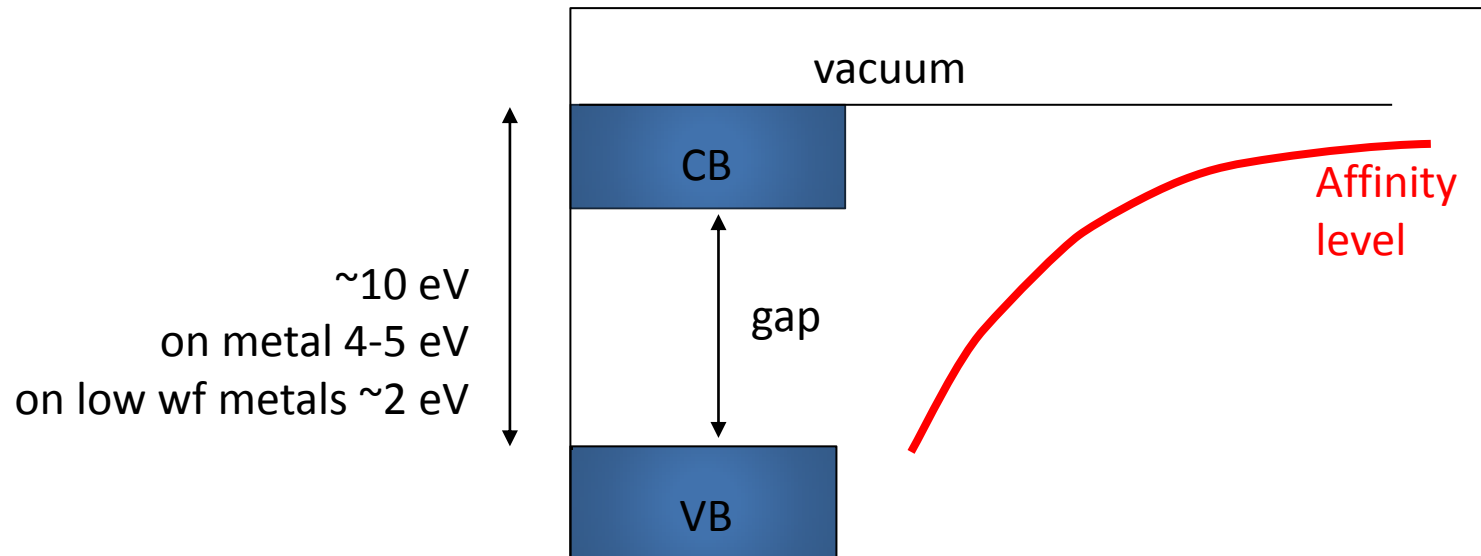 vacuum
CB
Affinity
level
~10 eV
on metal 4-5 eV
on low wf metals ~2 eV
gap
VB